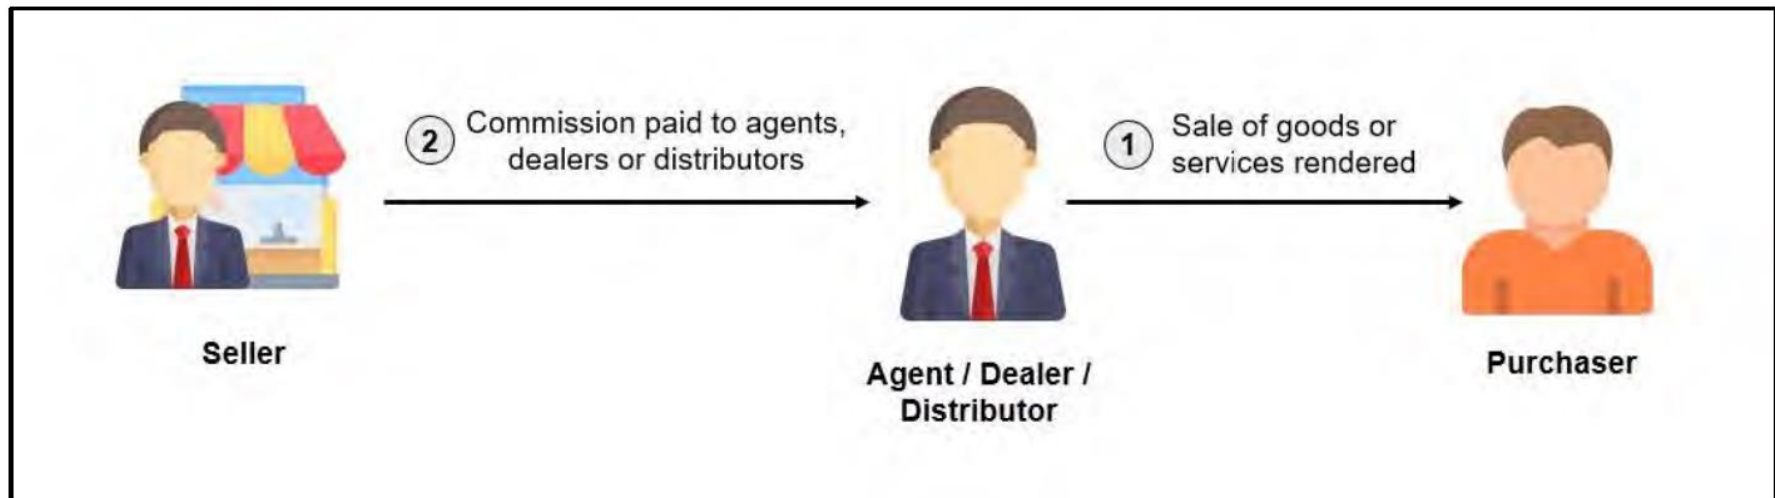 2
Commission paid to agents,
dealers or distributors
1
Sale of goods or
services rendered
Seller
Agent / Dealer /
Distributor
Purchaser